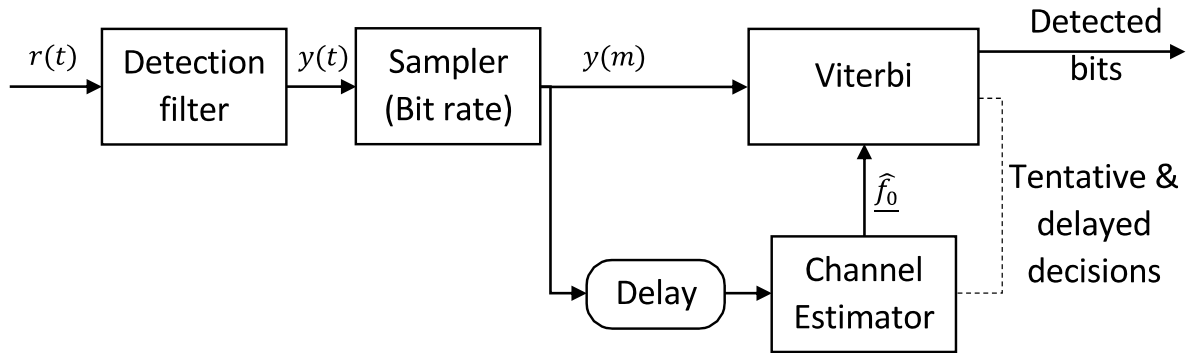 r(t)
Detection
filter
y(t)
Sampler
(Bit rate)
y(m)
Viterbi
Detected
bits
Tentative &
delayed
decisions
f̂₀
Delay
Channel
Estimator